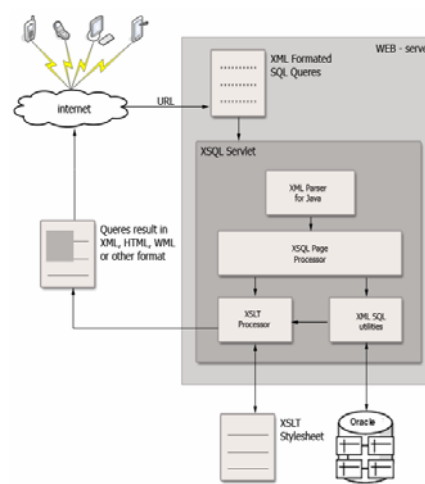 WEB - serve
XML Formated
SQL Queres
internet
URL
XSQL Servlet
XML Parser
for Java
Queres result in
XML, HTML, WML
or other format
XSQL Page
Processor
XSLT
Processor
XML SQL
utilities
XSLT
Stylesheet
Oracle